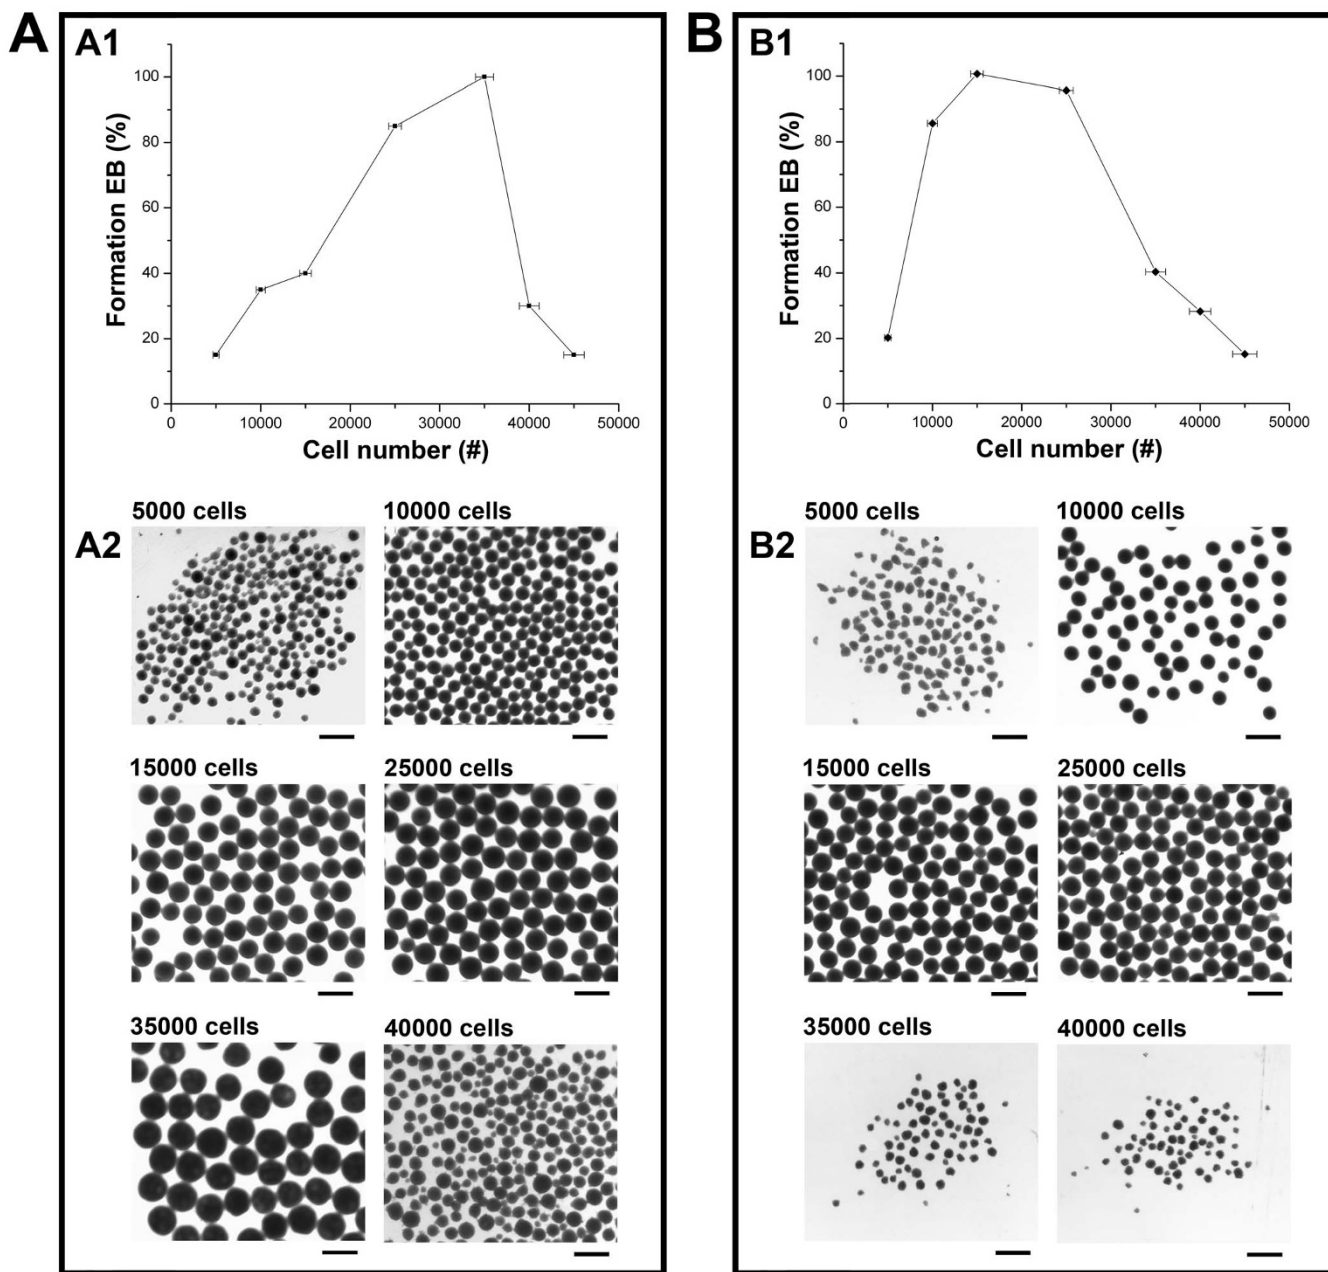 A
A1
Formation EB (%)
100
80
60
40
20
0
0 10000 20000 30000 40000 50000
Cell number (#)
A2
5000 cells 10000 cells
15000 cells 25000 cells
35000 cells 40000 cells
B
B1
Formation EB (%)
100
80
60
40
20
0
0 10000 20000 30000 40000 50000
Cell number (#)
B2
5000 cells 10000 cells
15000 cells 25000 cells
35000 cells 40000 cells